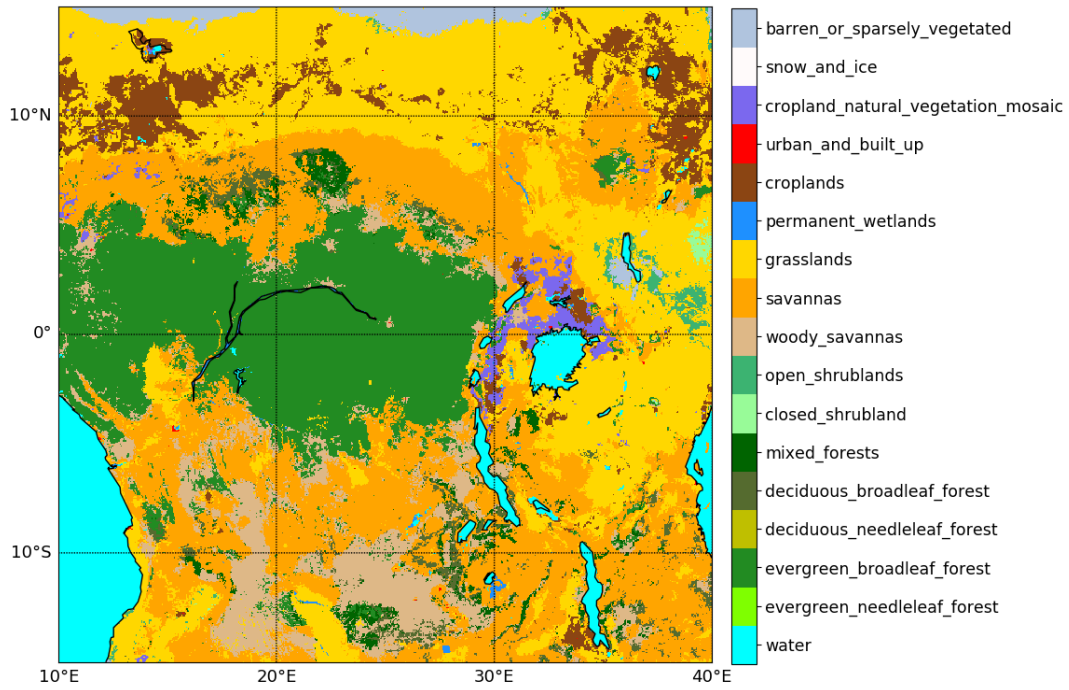 barren_or_sparsely_vegetated
snow_and_ice
10°N
cropland_natural_vegetation_mosaic
urban_and_built_up
croplands
permanent_wetlands
grasslands
savannas
0°
woody_savannas
open_shrublands
closed_shrubland
mixed_forests
deciduous_broadleaf_forest
deciduous_needleleaf_forest
10°S
evergreen_broadleaf_forest
evergreen_needleleaf_forest
water
10°E
20°E
30°E
40°E